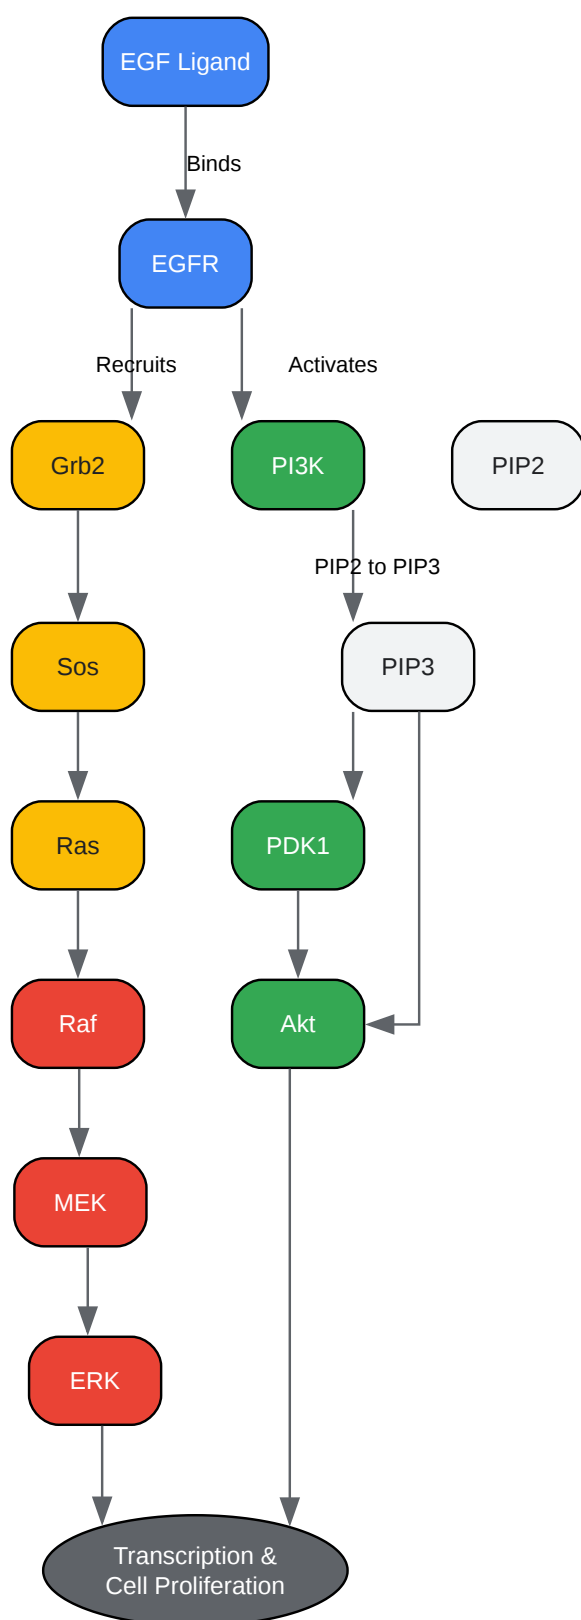 EGF Ligand
Binds
EGFR
Recruits
Activates
Grb2
PI3K
PIP2
PIP2 to PIP3
Sos
PIP3
Ras
PDK1
Raf
Akt
MEK
ERK
Transcription &
Cell Proliferation